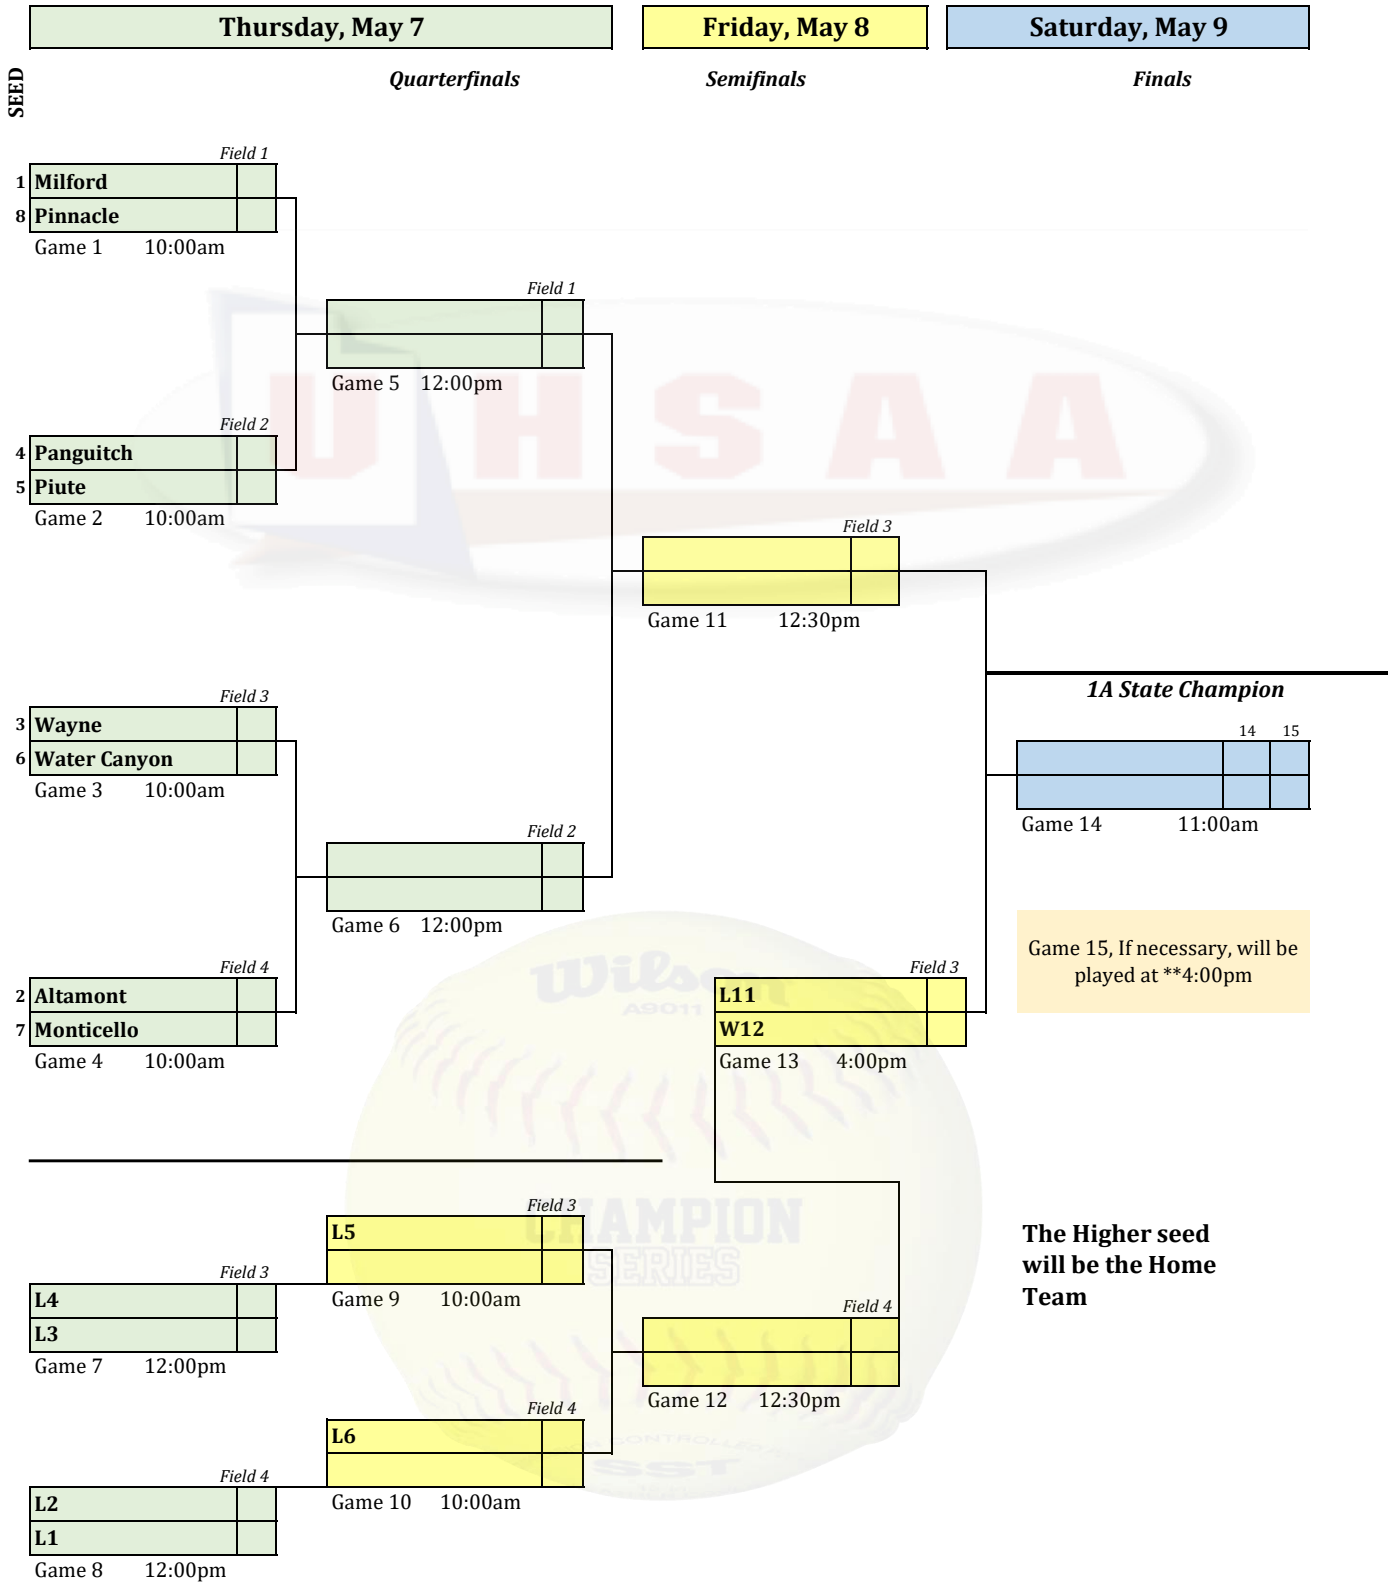 Thursday, May 7
Friday, May 8
Saturday, May 9
SEED
Quarterfinals
Semifinals
Finals
Field 1
1 Milford
8 Pinnacle
Game 1 10:00am
Field 1
Game 5 12:00pm
UHSAA
Field 2
4 Panguitch
5 Piute
Game 2 10:00am
Field 3
Game 11 12:30pm
1A State Champion
Field 3
3 Wayne
6 Water Canyon
Game 3 10:00am
14 15
Game 14 11:00am
Field 2
Game 6 12:00pm
Game 15, If necessary, will be
played at **4:00pm
Field 4
2 Altamont
7 Monticello
Game 4 10:00am
Wilson
A9011
Field 3
L11
W12
Game 13 4:00pm
CHAMPION
SERIES
Field 3
L5
Game 9 10:00am
The Higher seed
will be the Home
Team
Field 3
L4
L3
Game 7 12:00pm
Field 4
Game 12 12:30pm
Field 4
L6
Game 10 10:00am
SST
Field 4
L2
L1
Game 8 12:00pm